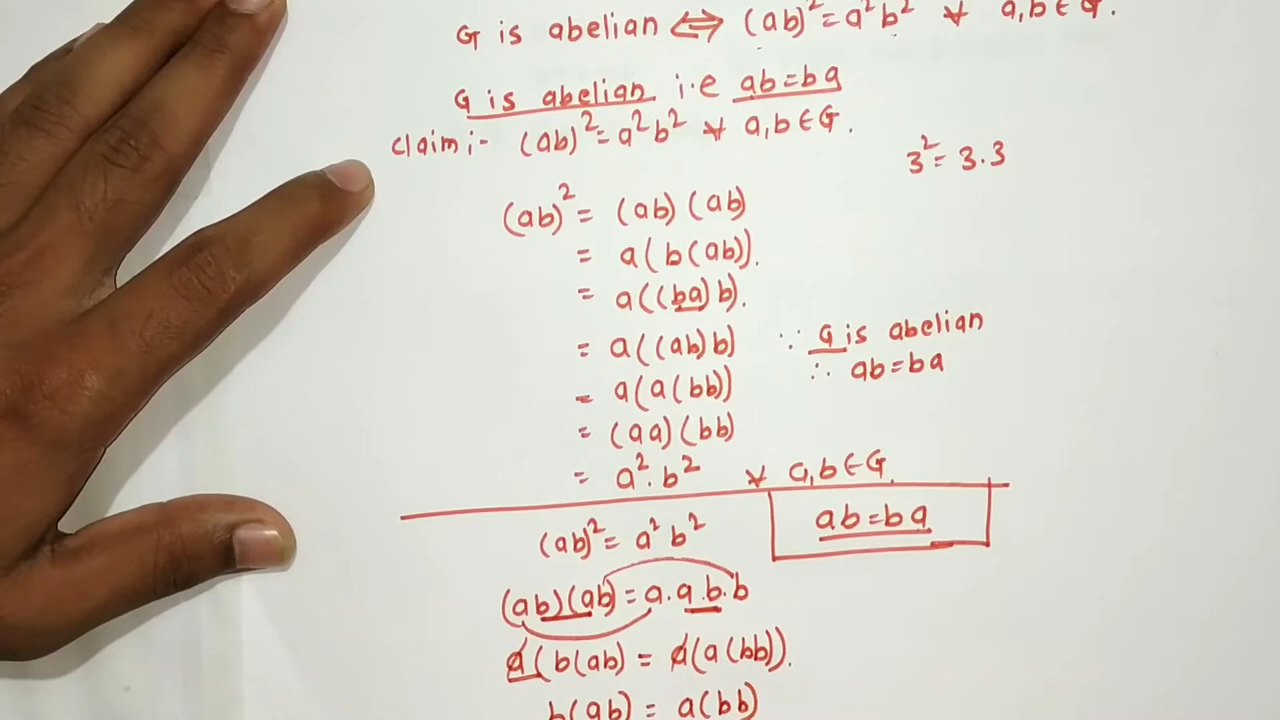 G is abelian ⇔ (ab)² = a²b² ∀ a,b ∈ G.
G is abelian i.e ab = ba
Claim :- (ab)² = a²b² ∀ a,b ∈ G.
3² = 3.3
(ab)² = (ab)(ab)
= a(b(ab)).
= a((ba)b).
= a((ab)b) ∵ G is abelian
∴ ab = ba
= a(a(bb))
= (aa)(bb)
= a².b² ∀ a,b ∈ G.
(ab)² = a²b² ab = ba
(ab)(ab) = a.a.b.b
a(b(ab) = a(a(bb)).
b(ab) = a(bb)